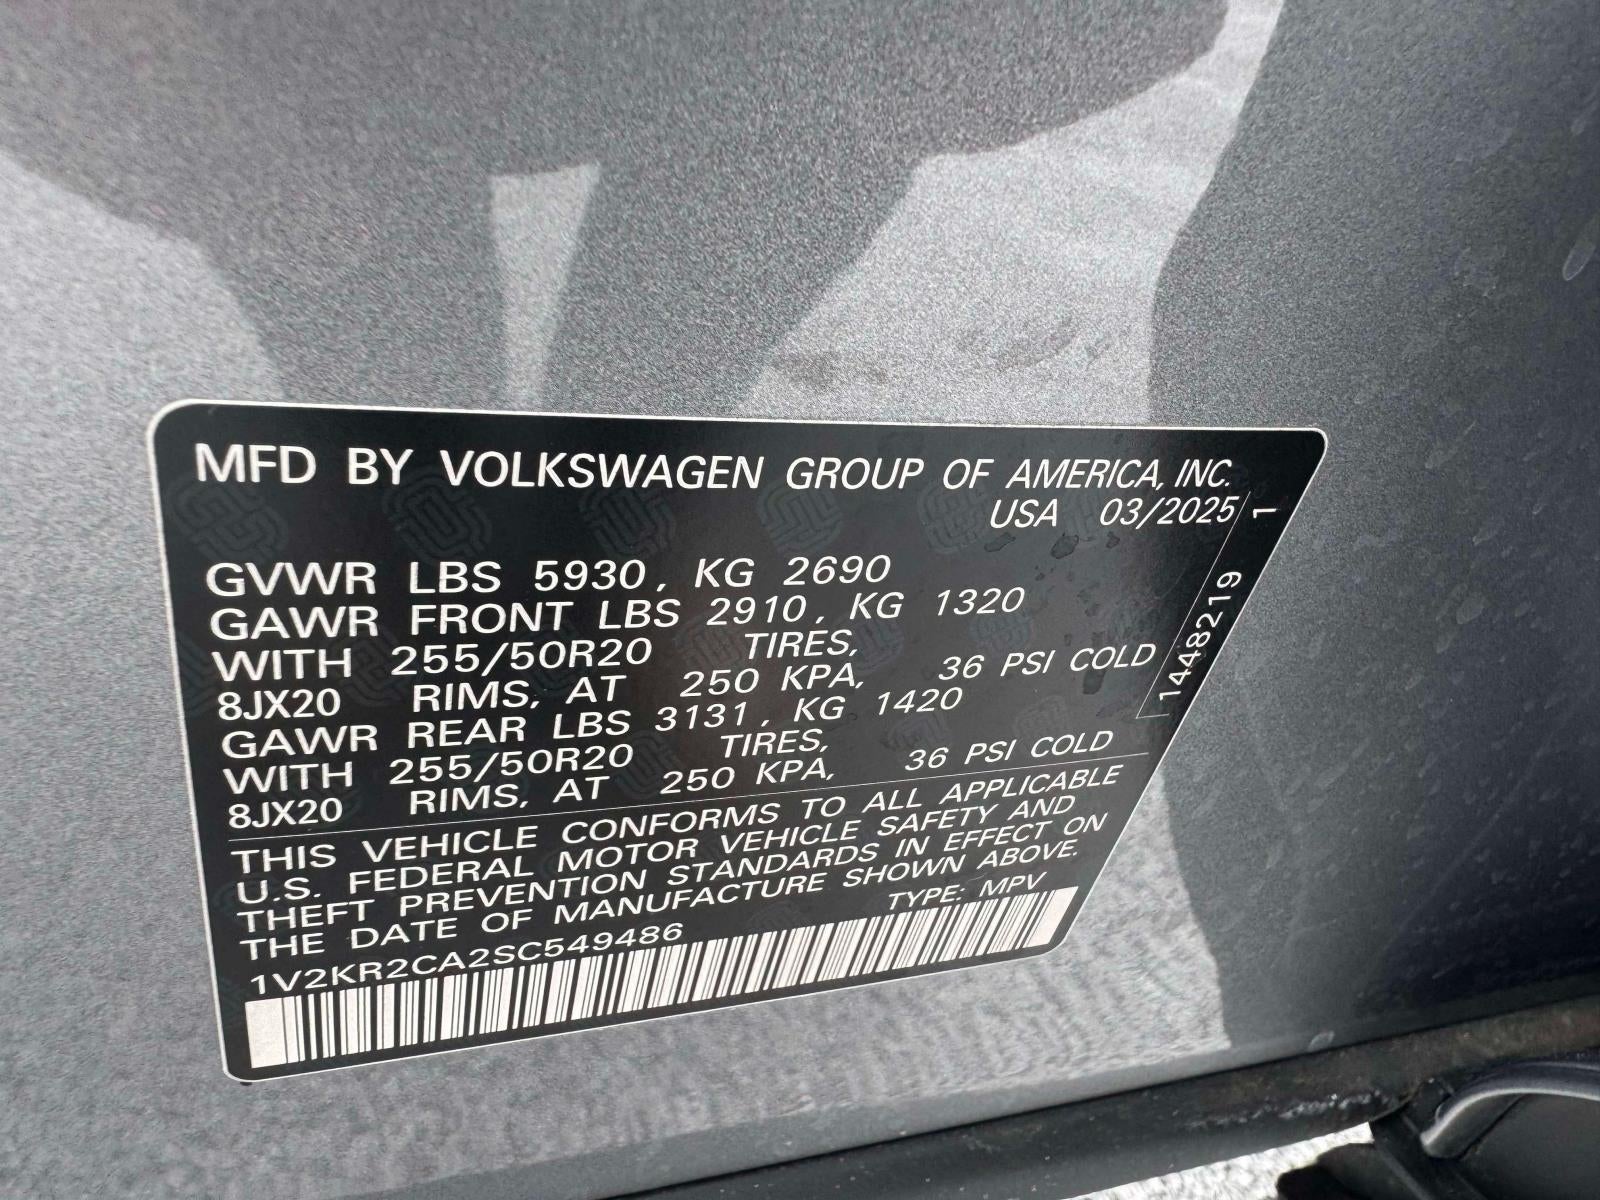 MFD BY VOLKSWAGEN GROUP OF AMERICA, INC.
USA 03/2025
GVWR LBS 5930, KG 2690
GAWR FRONT LBS 2910, KG 1320
WITH 255/50R20 TIRES,
8JX20 RIMS, AT 250 KPA, 36 PSI COLD
GAWR REAR LBS 3131, KG 1420
WITH 255/50R20 TIRES,
8JX20 RIMS, AT 250 KPA, 36 PSI COLD
THIS VEHICLE CONFORMS TO ALL APPLICABLE
U.S. FEDERAL MOTOR VEHICLE SAFETY AND
THEFT PREVENTION STANDARDS IN EFFECT ON
THE DATE OF MANUFACTURE SHOWN ABOVE.
TYPE: MPV
1V2KR2CA2SC549486
1448219 1